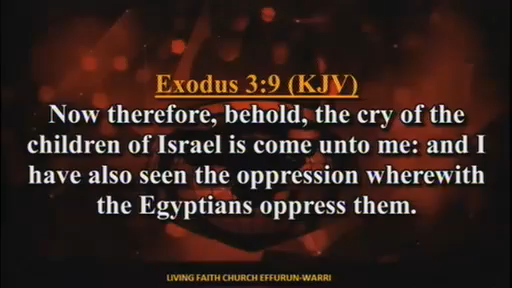 Exodus 3:9 (KJV)
Now therefore, behold, the cry of the
children of Israel is come unto me: and I
have also seen the oppression wherewith
the Egyptians oppress them.
LIVING FAITH CHURCH EFFURUN-WARRI